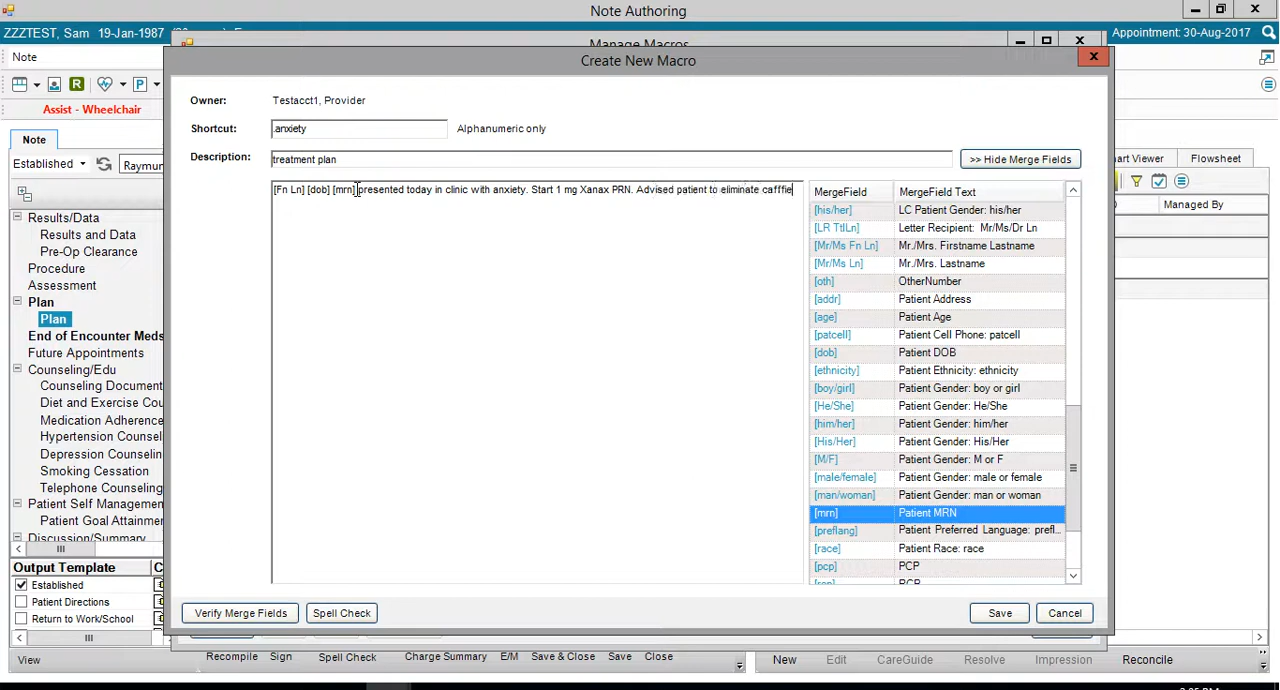 Note Authoring
ZZZTEST, Sam 19-Jan-1987
Appointment: 30-Aug-2017
Manage Macros
Note
Create New Macro
Assist - Wheelchair
Owner: Testacct1, Provider
Shortcut: .anxiety Alphanumeric only
Description: treatment plan >> Hide Merge Fields
Note
Established Raymun
art Viewer Flowsheet
Managed By
[Fn Ln] [dob] [mrn] presented today in clinic with anxiety. Start 1 mg Xanax PRN. Advised patient to eliminate cafffie
MergeField MergeField Text
[his/her] LC Patient Gender: his/her
[LR TtlLn] Letter Recipient: Mr/Ms/Dr Ln
[Mr/Ms Fn Ln] Mr./Mrs. Firstname Lastname
[Mr/Ms Ln] Mr./Mrs. Lastname
[oth] OtherNumber
[addr] Patient Address
[age] Patient Age
[patcell] Patient Cell Phone: patcell
[dob] Patient DOB
[ethnicity] Patient Ethnicity: ethnicity
[boy/girl] Patient Gender: boy or girl
[He/She] Patient Gender: He/She
[him/her] Patient Gender: him/her
[His/Her] Patient Gender: His/Her
[M/F] Patient Gender: M or F
[male/female] Patient Gender: male or female
[man/woman] Patient Gender: man or woman
[mrn] Patient MRN
[preflang] Patient Preferred Language: prefl...
[race] Patient Race: race
[pcp] PCP
Results/Data
Results and Data
Pre-Op Clearance
Procedure
Assessment
Plan
Plan
End of Encounter Meds
Future Appointments
Counseling/Edu
Counseling Document
Diet and Exercise Cou
Medication Adherence
Hypertension Counsel
Depression Counselin
Smoking Cessation
Telephone Counseling
Patient Self Managemen
Patient Goal Attainmen
Discussion/Summary
Output Template C
Established
Patient Directions
Return to Work/School
Verify Merge Fields Spell Check Save Cancel
View Recompile Sign Spell Check Charge Summary E/M Save & Close Save Close New Edit CareGuide Resolve Impression Reconcile